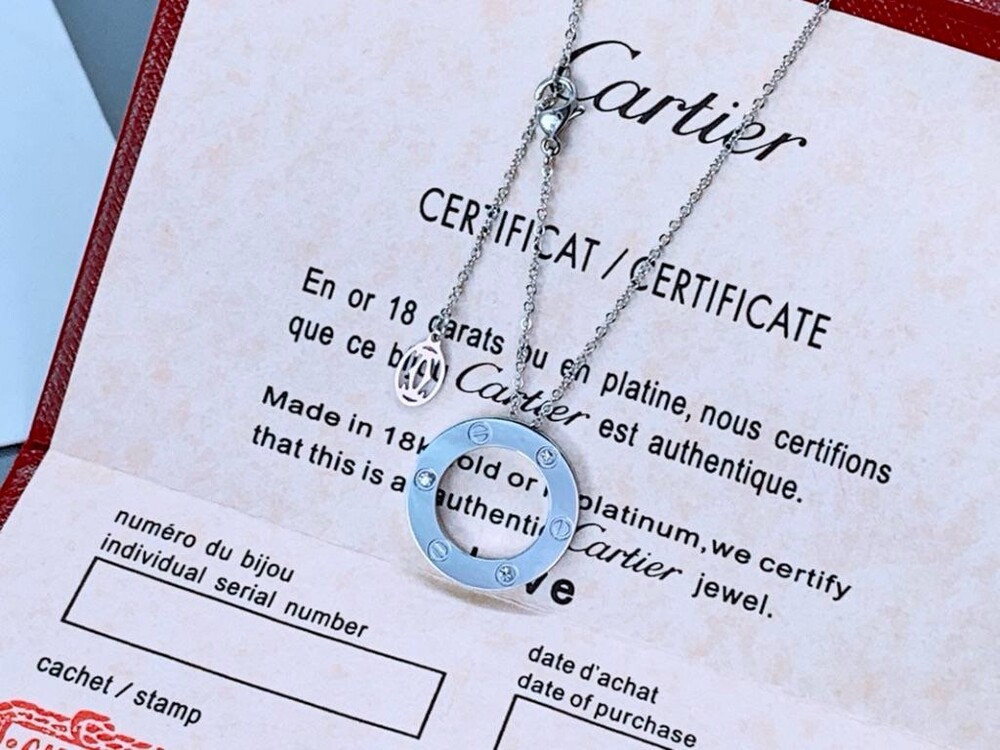 Cartier
CERTIFICAT / CERTIFICATE
En or 18 carats ou en platine, nous certifions
que ce bijou Cartier est authentique.
Made in 18K gold or platinum, we certify
that this is a authentic Cartier jewel.
numéro du bijou
individual serial number
cachet / stamp
date d'achat
date of purchase